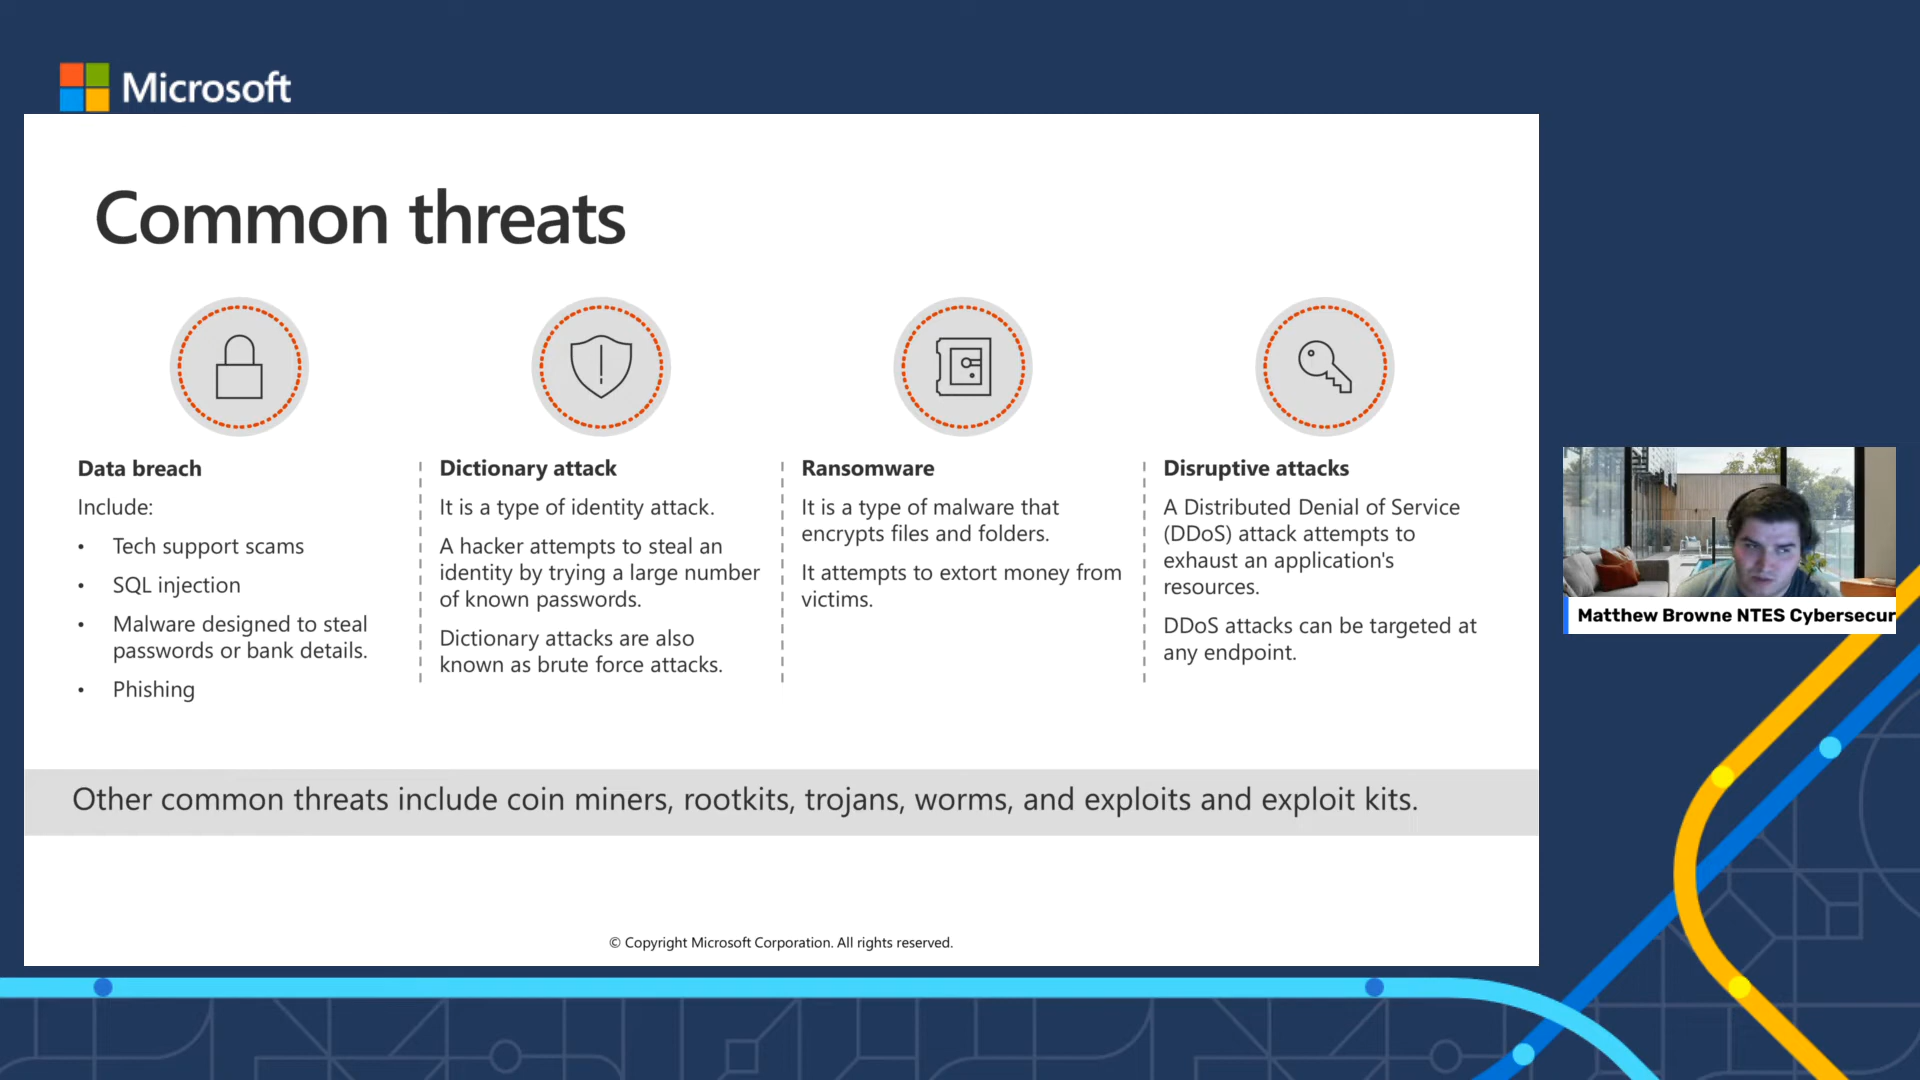 Microsoft
Common threats
Data breach
Include:
• Tech support scams
• SQL injection
• Malware designed to steal
passwords or bank details.
• Phishing
Dictionary attack
It is a type of identity attack.
A hacker attempts to steal an
identity by trying a large number
of known passwords.
Dictionary attacks are also
known as brute force attacks.
Ransomware
It is a type of malware that
encrypts files and folders.
It attempts to extort money from
victims.
Disruptive attacks
A Distributed Denial of Service
(DDoS) attack attempts to
exhaust an application's
resources.
DDoS attacks can be targeted at
any endpoint.
Other common threats include coin miners, rootkits, trojans, worms, and exploits and exploit kits.
© Copyright Microsoft Corporation. All rights reserved.
Matthew Browne NTES Cybersecur